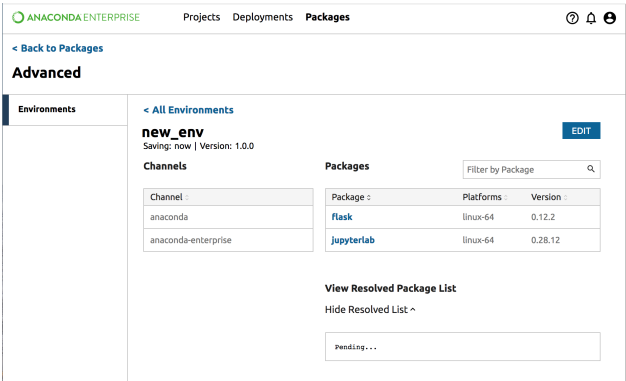 ANACONDA ENTERPRISE Projects Deployments Packages
< Back to Packages
Advanced
Environments
< All Environments
new_env
EDIT
Saving: now | Version: 1.0.0
Channels
Packages
Filter by Package
Channel
Package Platforms Version
anaconda
flask linux-64 0.12.2
anaconda-enterprise
jupyterlab linux-64 0.28.12
View Resolved Package List
Hide Resolved List
Pending...